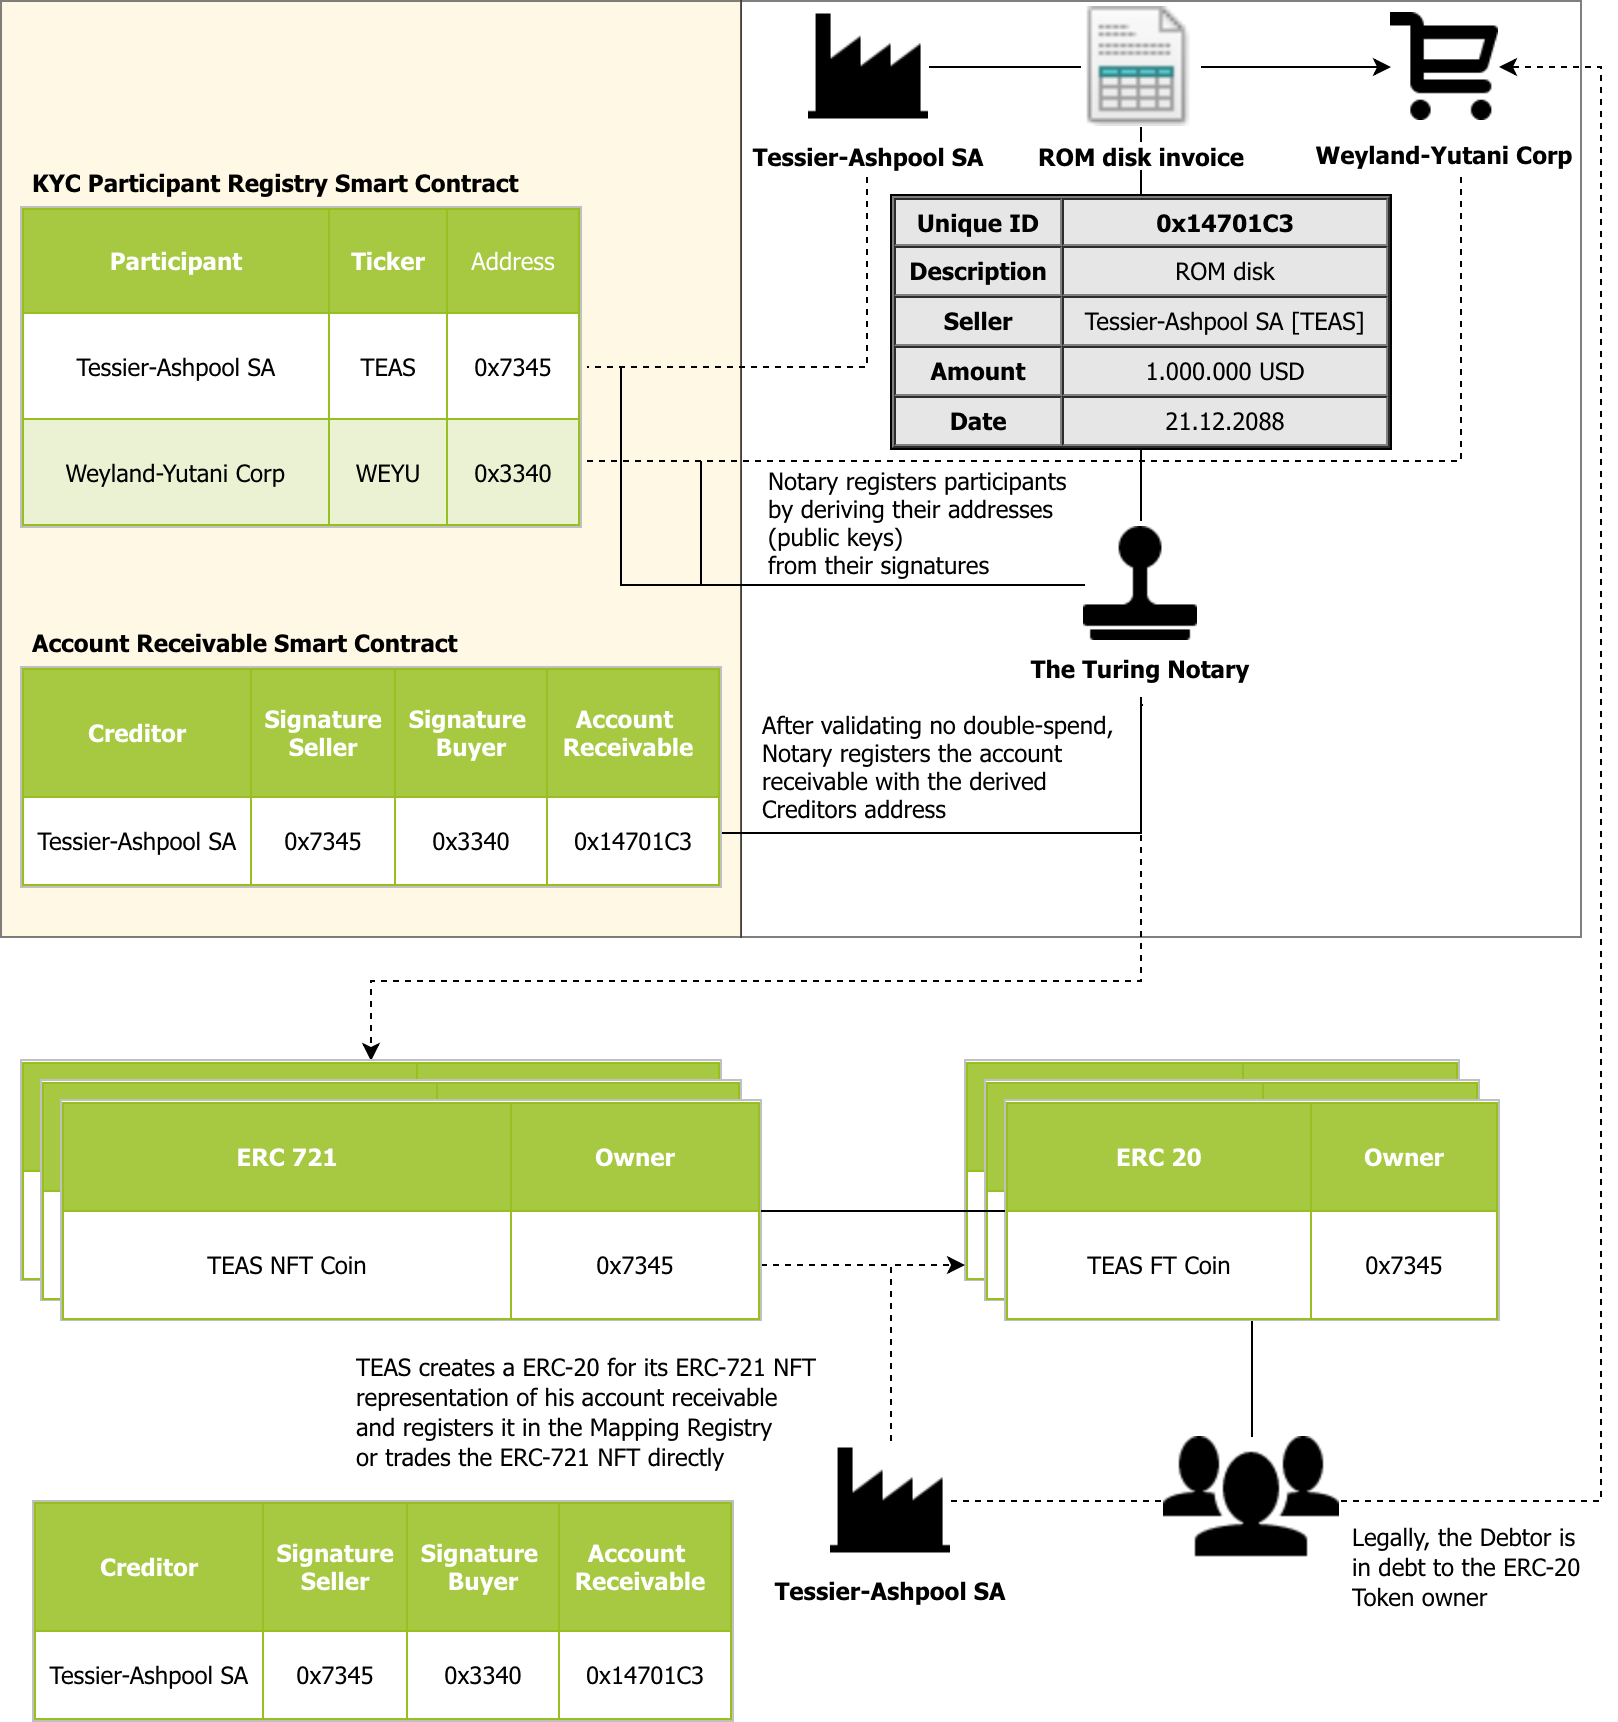 Tessier-Ashpool SA
ROM disk invoice
Weyland-Yutani Corp
KYC Participant Registry Smart Contract
Participant Ticker Address
Tessier-Ashpool SA TEAS 0x7345
Weyland-Yutani Corp WEYU 0x3340
Unique ID 0x14701C3
Description ROM disk
Seller Tessier-Ashpool SA [TEAS]
Amount 1.000.000 USD
Date 21.12.2088
Notary registers participants
by deriving their addresses
(public keys)
from their signatures
The Turing Notary
Account Receivable Smart Contract
Creditor
Signature
Seller
Signature
Buyer
Account
Receivable
Tessier-Ashpool SA 0x7345 0x3340 0x14701C3
After validating no double-spend,
Notary registers the account
receivable with the derived
Creditors address
ERC 721 Owner
TEAS NFT Coin 0x7345
ERC 20 Owner
TEAS FT Coin 0x7345
TEAS creates a ERC-20 for its ERC-721 NFT
representation of his account receivable
and registers it in the Mapping Registry
or trades the ERC-721 NFT directly
Tessier-Ashpool SA
Legally, the Debtor is
in debt to the ERC-20
Token owner
Creditor
Signature
Seller
Signature
Buyer
Account
Receivable
Tessier-Ashpool SA 0x7345 0x3340 0x14701C3